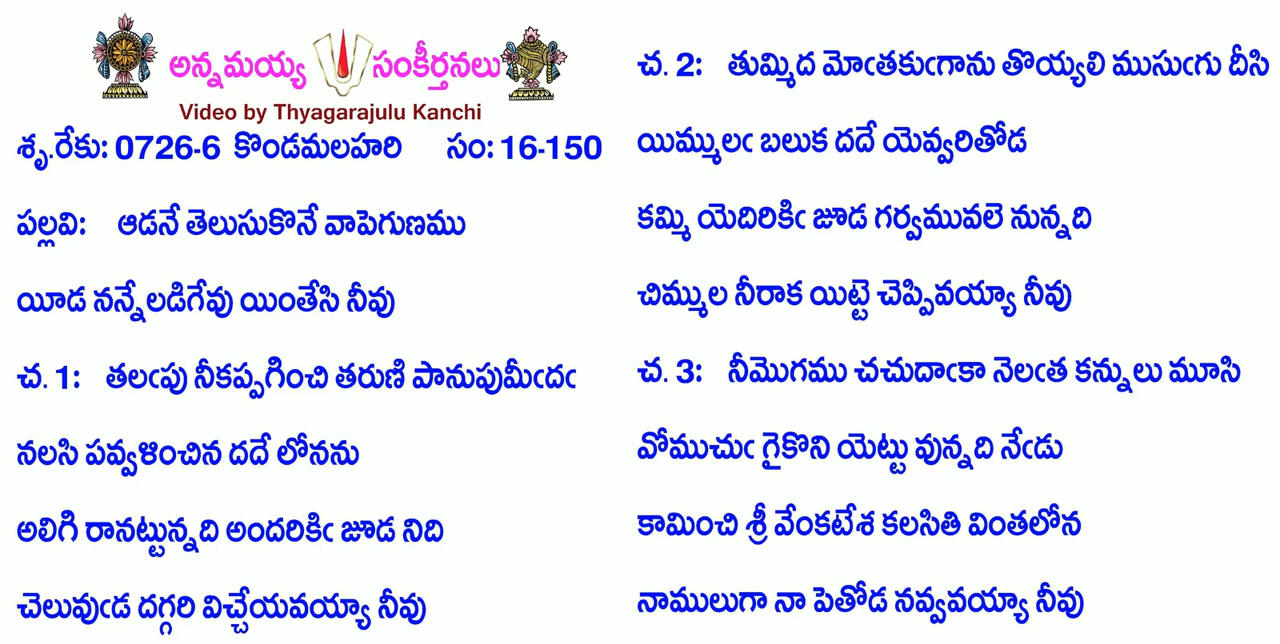 అన్నమయ్య సంకీర్తనలు
Video by Thyagarajulu Kanchi
శృ.రేకు: 0726-6 కొండమలహరి సం: 16-150
పల్లవి: ఆడనే తెలుసుకొనే వాపెగుణము
యీడ నన్నేలడిగేవు యింతేసి నీవు
చ. 1: తలఁపు నీకప్పగించి తరుణి పానుపుమీఁదఁ
నలసి పవ్వళించిన దదే లోనను
అలిగి రానట్టున్నది అందరికిఁ జూడ నిది
చెలువుఁడ దగ్గరి విచ్చేయవయ్యా నీవు
చ. 2: తుమ్మిద మోఁతకుఁగాను తొయ్యలి ముసుఁగు దీసి
యిమ్ములఁ బలుక దదే యెవ్వరితోడ
కమ్మి యెదిరికిఁ జూడ గర్వమువలె నున్నది
చిమ్ముల నీరాక యిట్టె చెప్పివయ్యా నీవు
చ. 3: నీమొగము చచుదాఁకా నెలఁత కన్నులు మూసి
వోముచుఁ గైకొని యెట్టు వున్నది నేఁడు
కామించి శ్రీ వేంకటేశ కలసితి వింతలోన
నాములుగా నా పెతోడ నవ్వవయ్యా నీవు